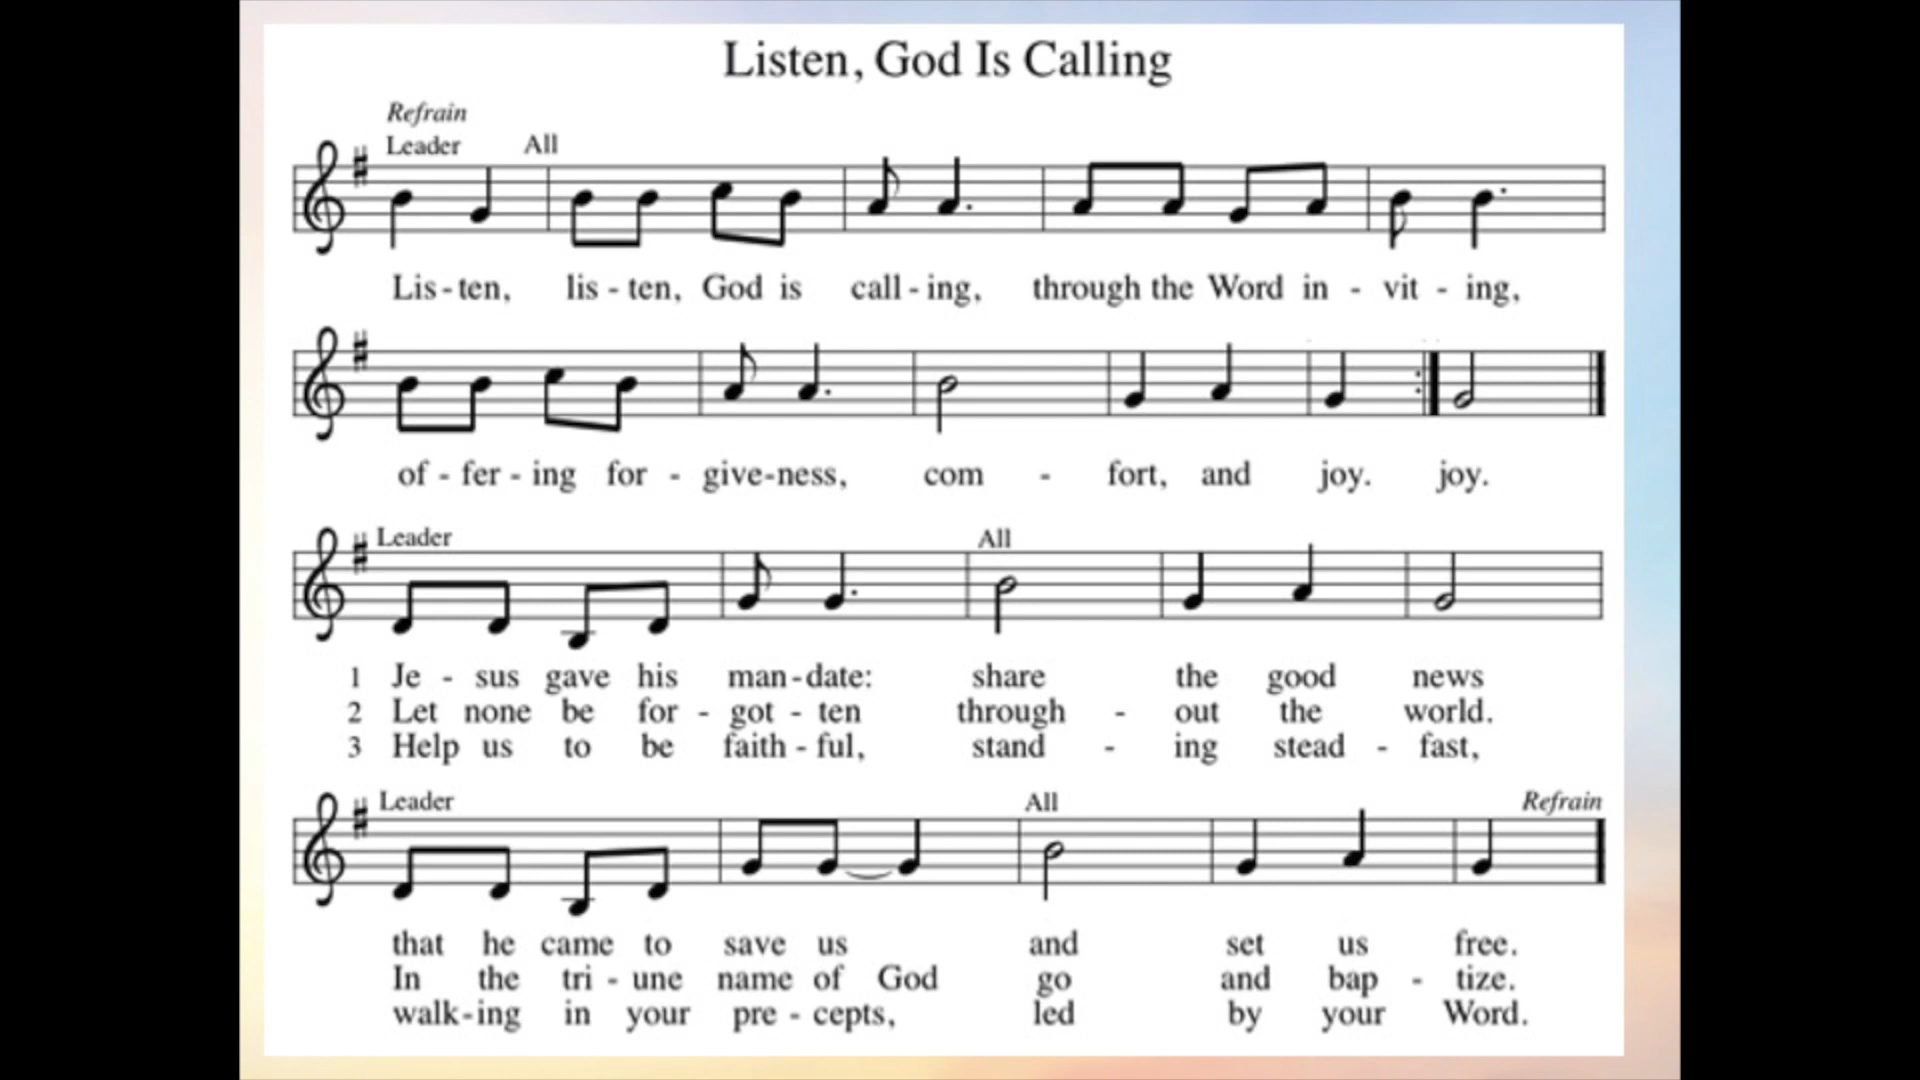 Listen, God Is Calling
Refrain
Leader All
Lis - ten, lis - ten, God is call - ing, through the Word in - vit - ing,
of - fer - ing for - give - ness, com - fort, and joy. joy.
Leader All
1 Je - sus gave his man - date: share the good news
2 Let none be for - got - ten through - out the world.
3 Help us to be faith - ful, stand - ing stead - fast,
Leader All Refrain
that he came to save us and set us free.
In the tri - une name of God go and bap - tize.
walk - ing in your pre - cepts, led by your Word.